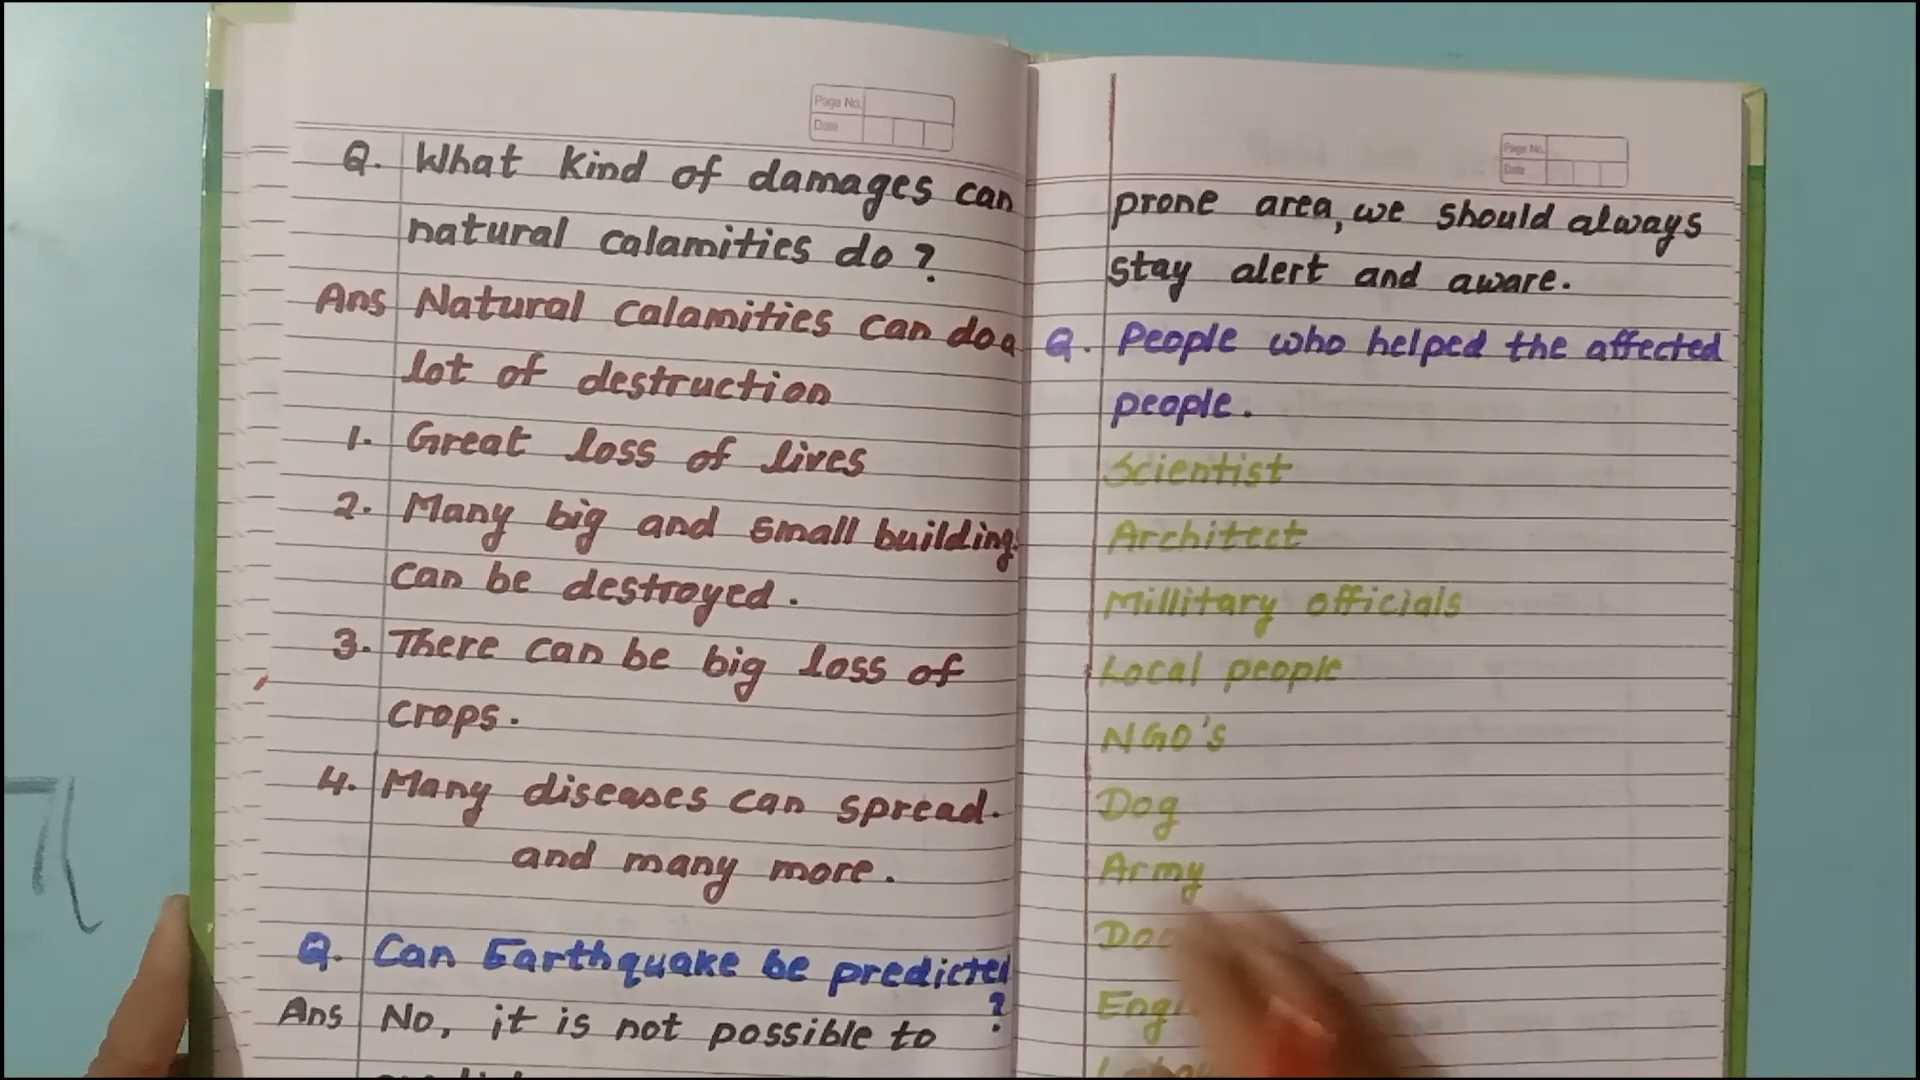 Page No.
Date
Q. What kind of damages can
natural calamities do ?
Ans Natural calamities can do a
lot of destruction
1. Great loss of lives
2. Many big and small buildings
can be destroyed.
3. There can be big loss of
crops.
4. Many diseases can spread.
and many more.
Q. Can Earthquake be predicted
?
Ans No, it is not possible to
Page No.
Date
prone area, we should always
stay alert and aware.
Q. People who helped the affected
people.
Scientist
Architect
Millitary officials
Local people
NGO's
Dog
Army